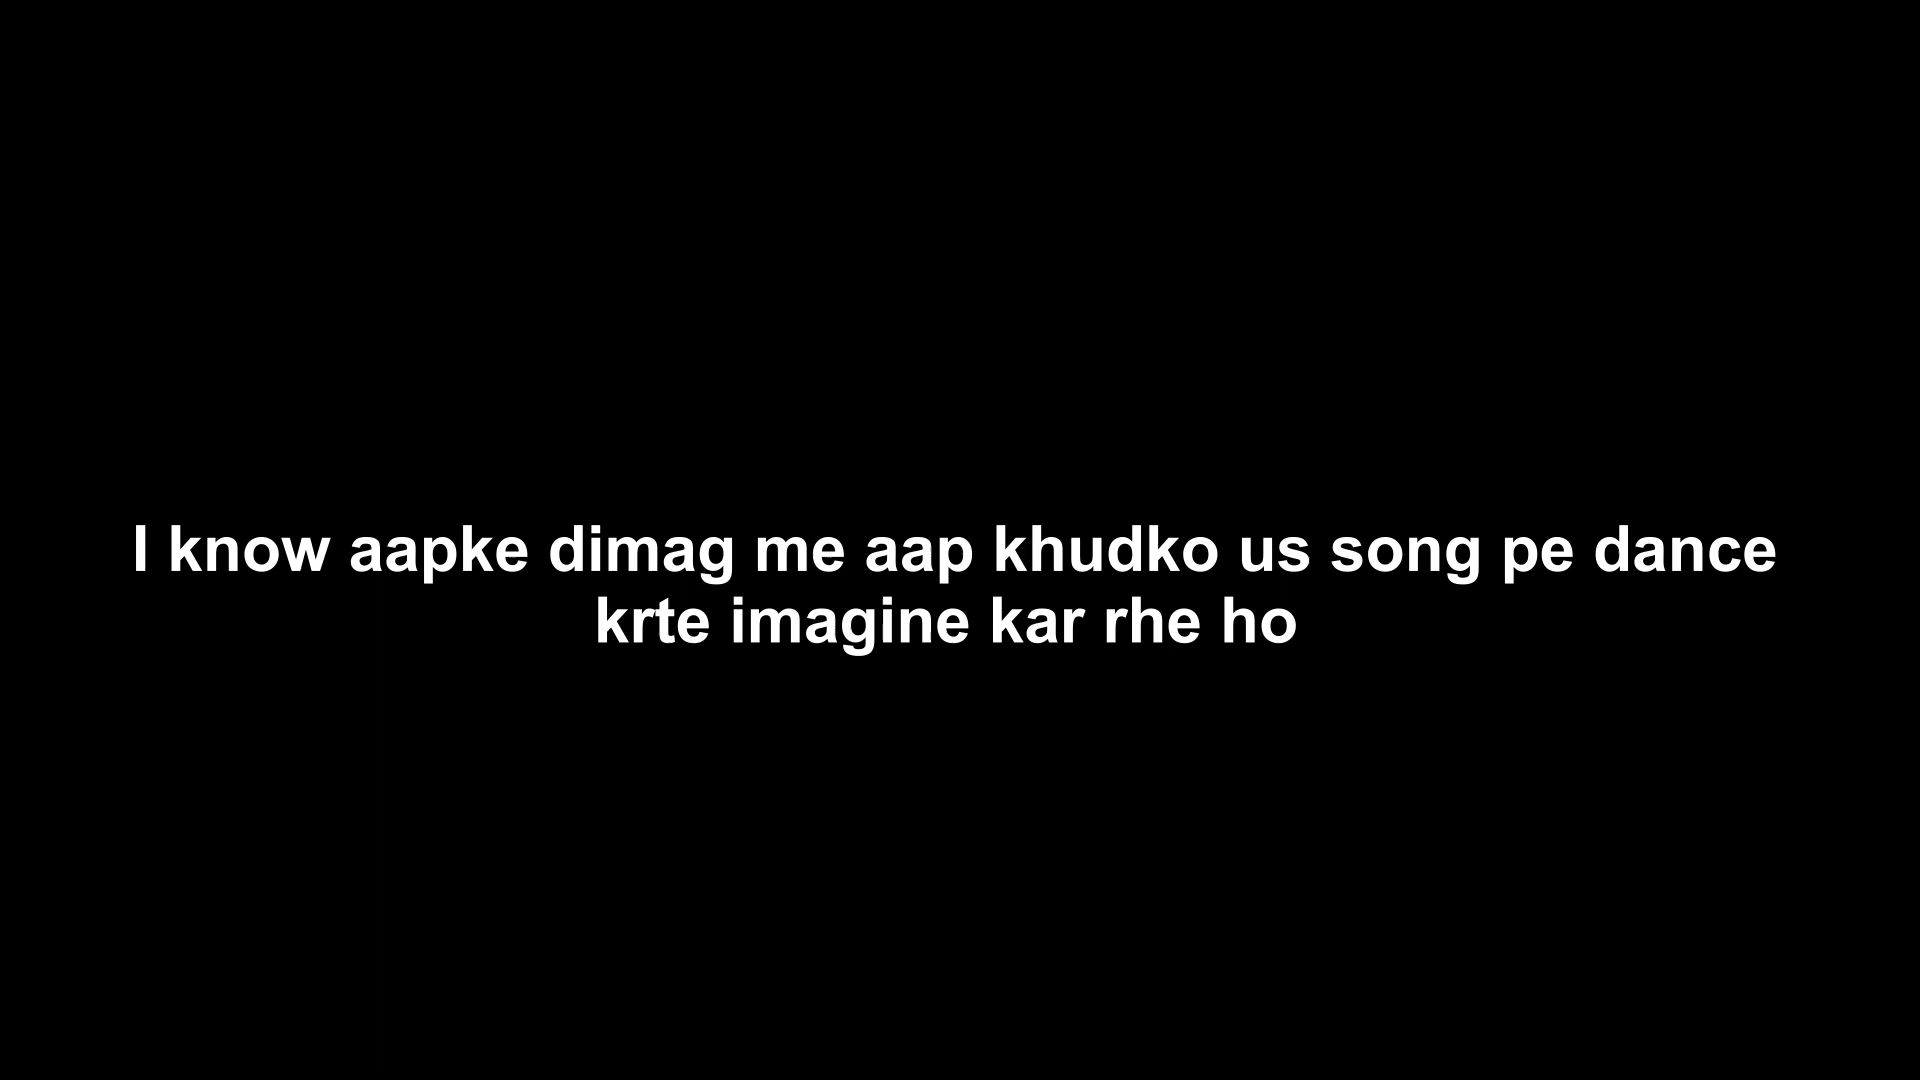 I know aapke dimag me aap khudko us song pe dance
krte imagine kar rhe ho